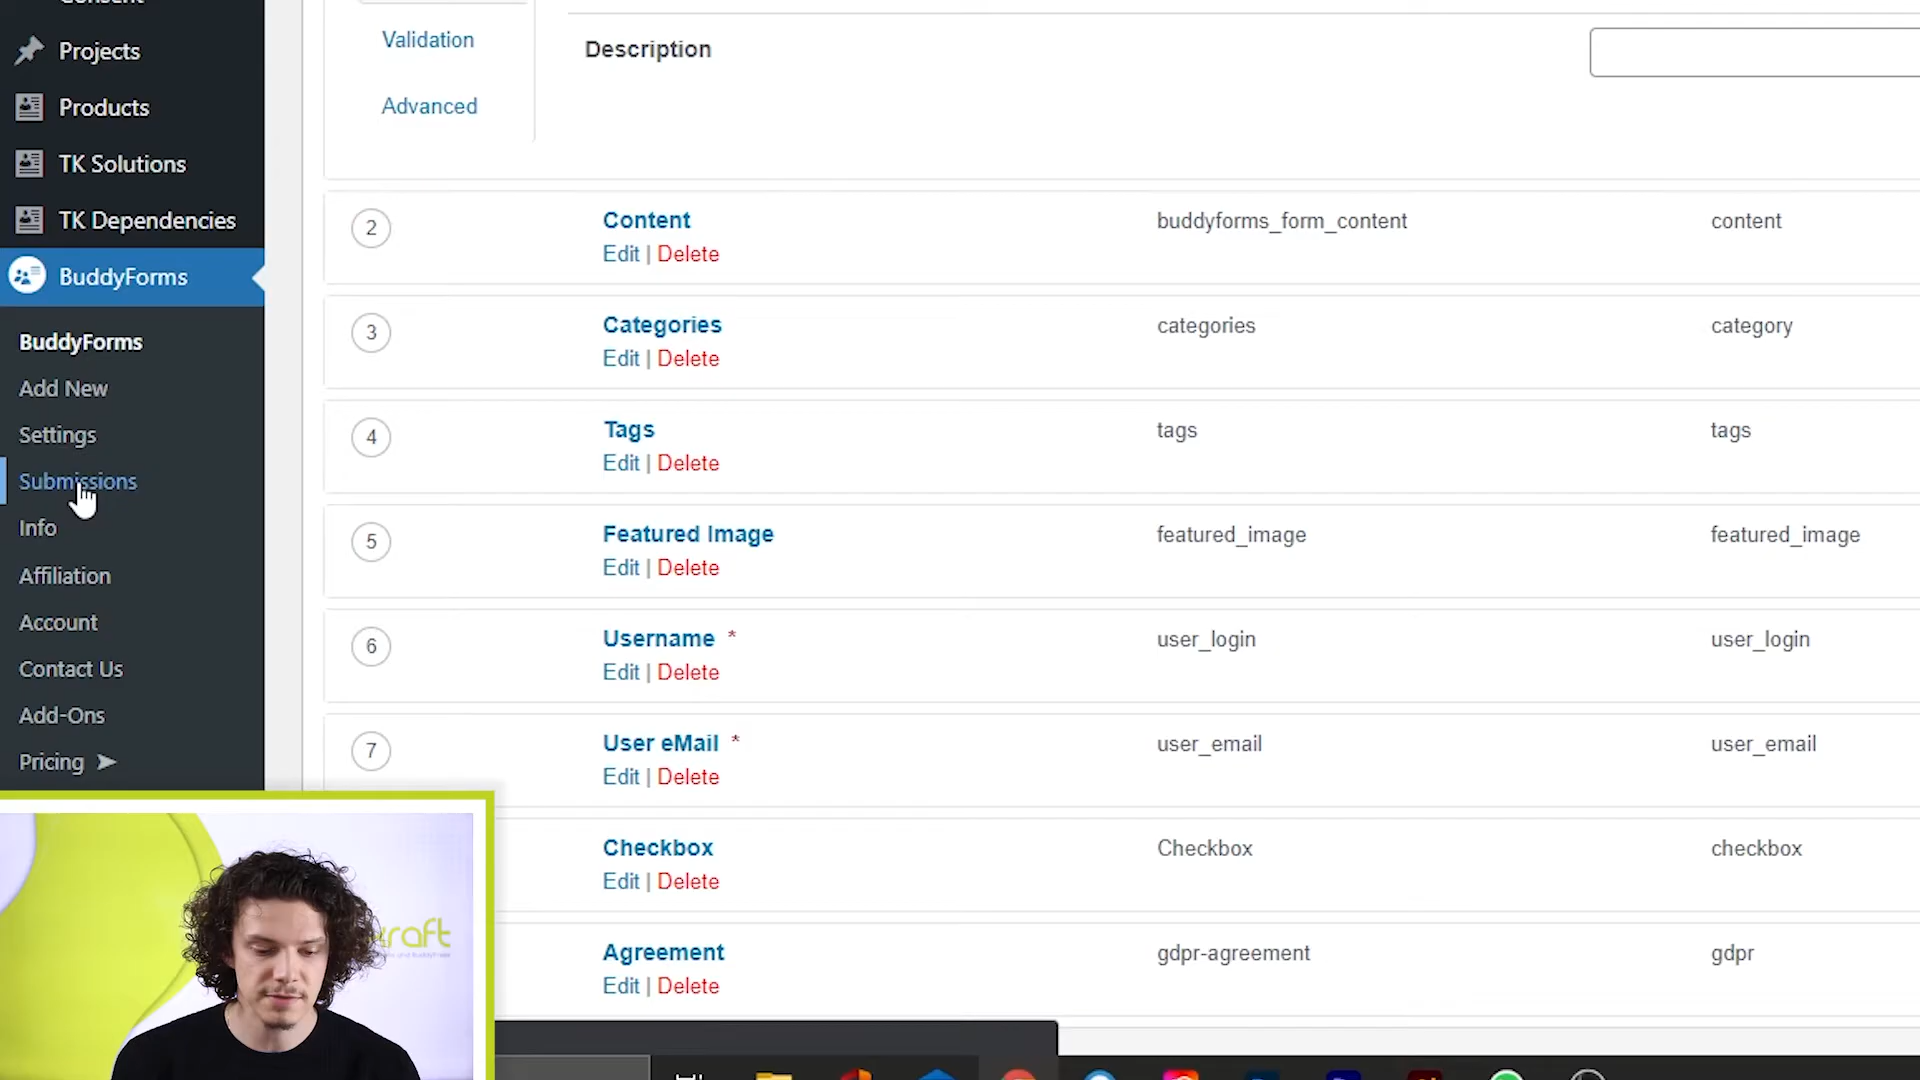 Projects
Products
TK Solutions
TK Dependencies
BuddyForms
BuddyForms
Add New
Settings
Submissions
Info
Affiliation
Account
Contact Us
Add-Ons
Pricing ➤
Validation
Advanced
Description
2 Content buddyforms_form_content content
Edit | Delete
3 Categories categories category
Edit | Delete
4 Tags tags tags
Edit | Delete
5 Featured Image featured_image featured_image
Edit | Delete
6 Username * user_login user_login
Edit | Delete
7 User eMail * user_email user_email
Edit | Delete
Checkbox Checkbox checkbox
Edit | Delete
Agreement gdpr-agreement gdpr
Edit | Delete